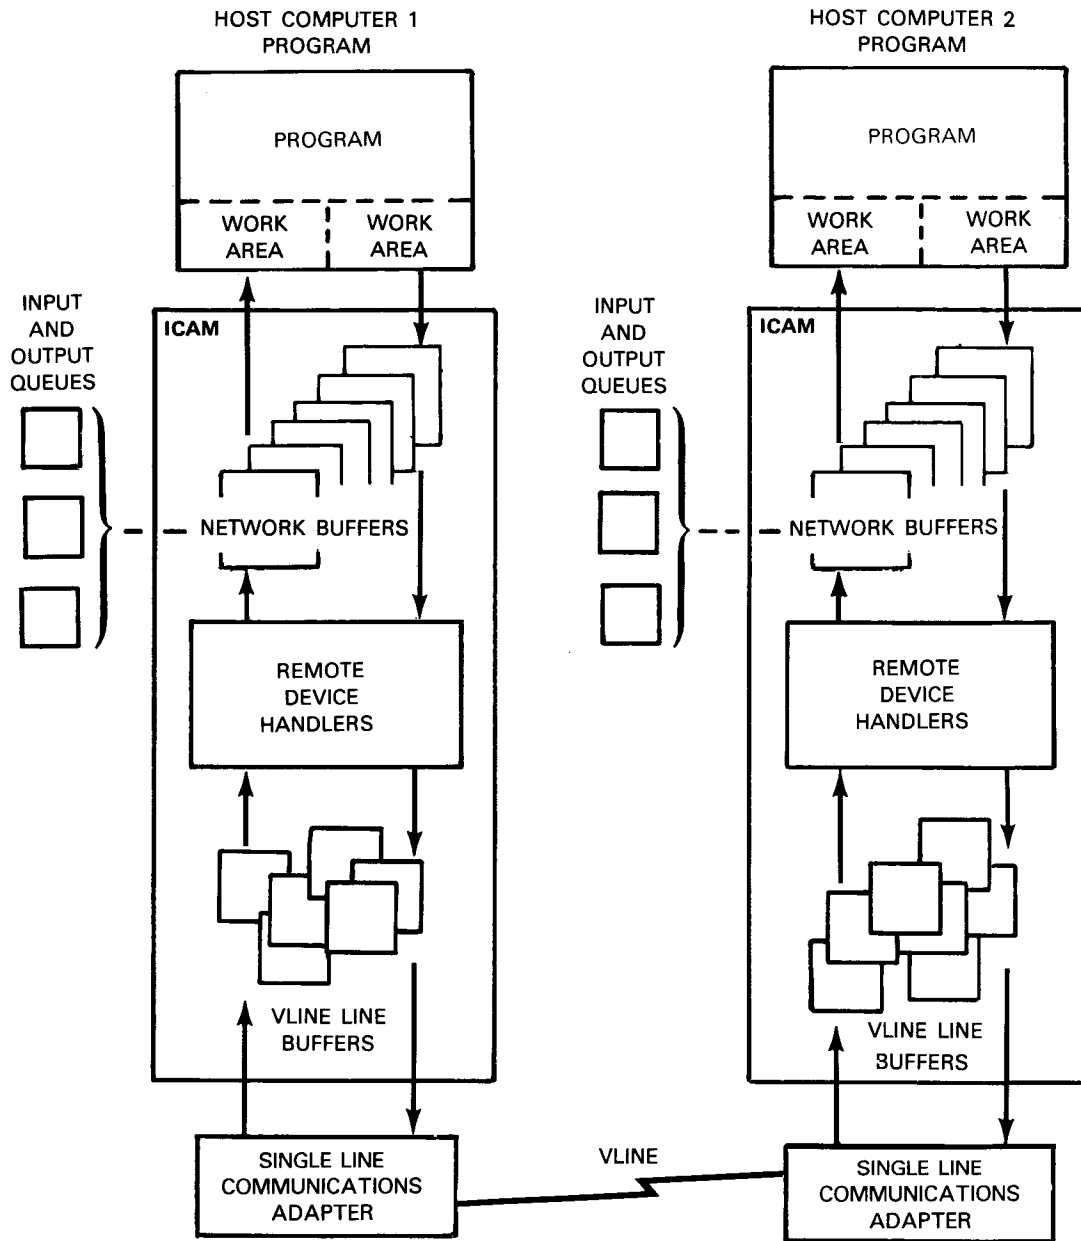 HOST COMPUTER 1
PROGRAM
PROGRAM
WORK
AREA
WORK
AREA
INPUT
AND
OUTPUT
QUEUES
ICAM
NETWORK BUFFERS
REMOTE
DEVICE
HANDLERS
VLINE LINE
BUFFERS
SINGLE LINE
COMMUNICATIONS
ADAPTER
VLINE
HOST COMPUTER 2
PROGRAM
PROGRAM
WORK
AREA
WORK
AREA
INPUT
AND
OUTPUT
QUEUES
ICAM
NETWORK BUFFERS
REMOTE
DEVICE
HANDLERS
VLINE LINE
BUFFERS
SINGLE LINE
COMMUNICATIONS
ADAPTER